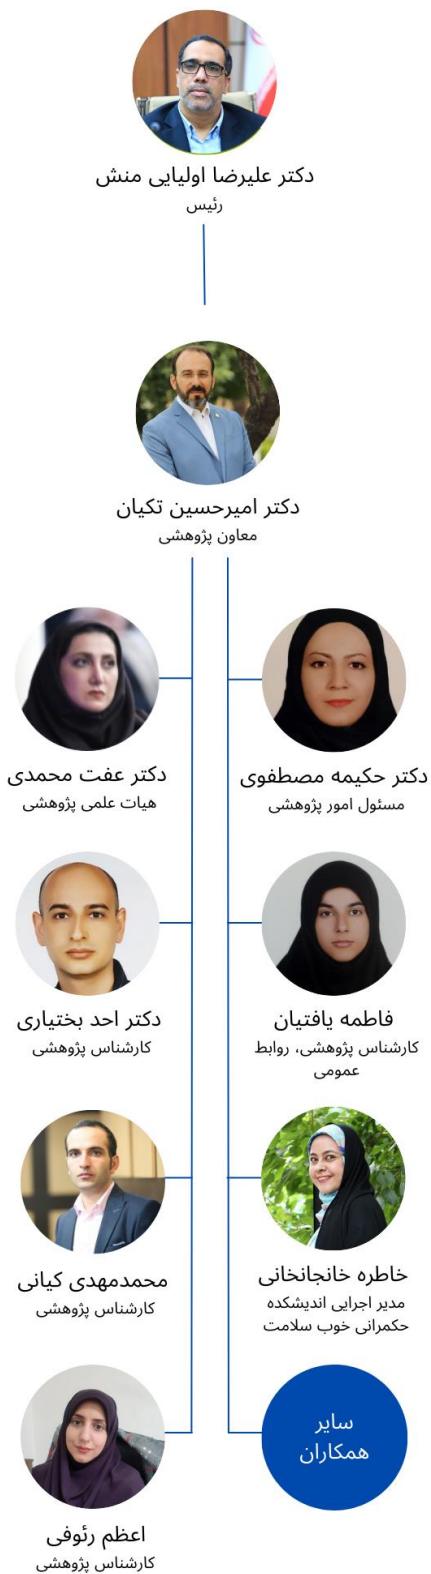 دکتر علیرضا اولیایی منش
رئیس
دکتر امیرحسین تکیان
معاون پژوهشی
دکتر حکیمه مصطفوی
مسئول امور پژوهشی
دکتر عفت محمدی
هیات علمی پژوهشی
فاطمه یافتیان
کارشناس پژوهشی، روابط
عمومی
دکتر احد بختیاری
کارشناس پژوهشی
خاطره خانجانخانی
مدیر اجرایی اندیشکده
حکمرانی خوب سلامت
محمدمهدی کیانی
کارشناس پژوهشی
سایر
همکاران
اعظم رئوفی
کارشناس پژوهشی